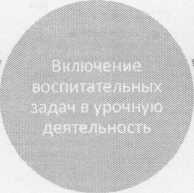 Включение
воспитательных
задач в урочную
деятельность